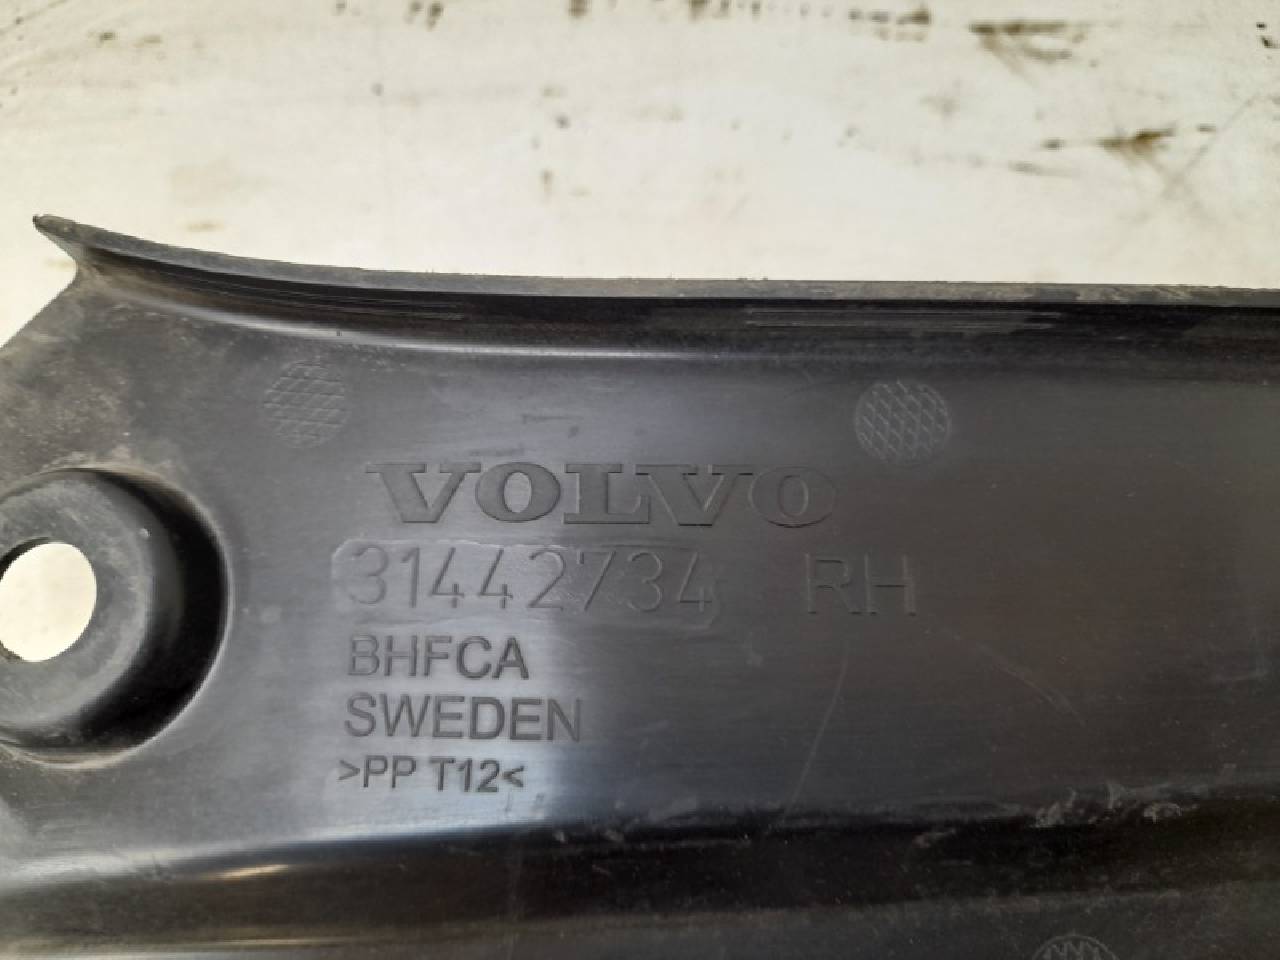 VOLVO
31442734 RH
BHFCA
SWEDEN
>PP T12<